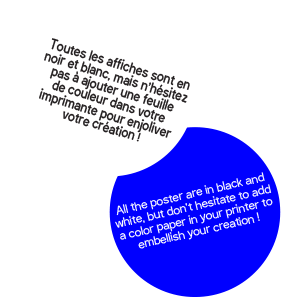 Toutes les affiches sont en
noir et blanc, mais n'hésitez
pas à ajouter une feuille
de couleur dans votre
imprimante pour enjoliver
votre création !
All the poster are in black and
white, but don't hesitate to add
a color paper in your printer to
embellish your creation !